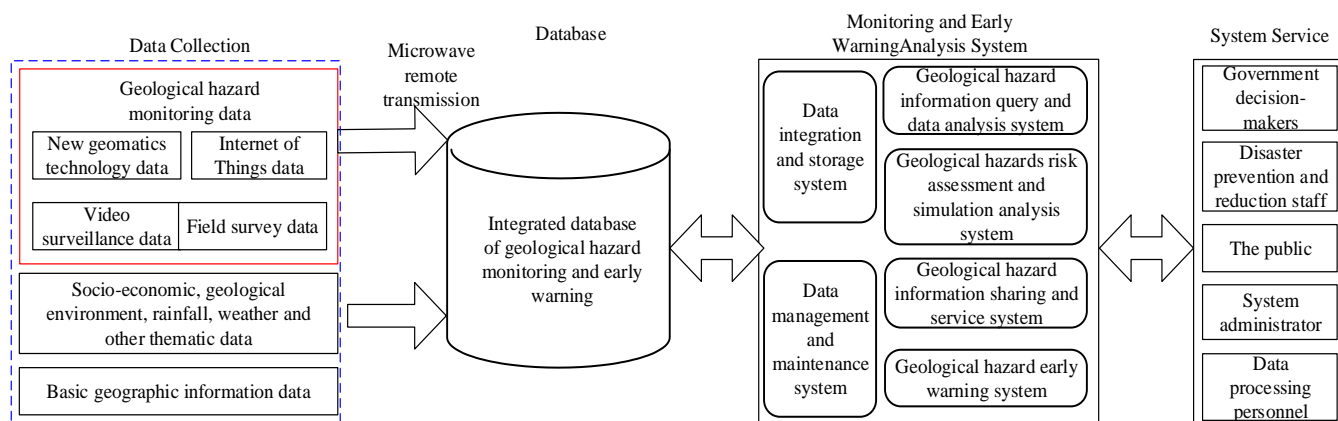 Data Collection
Geological hazard
monitoring data
New geomatics
technology data
Internet of
Things data
Video
surveillance data
Field survey data
Socio-economic, geological
environment, rainfall, weather and
other thematic data
Basic geographic information data
Microwave
remote
transmission
Database
Integrated database
of geological hazard
monitoring and early
warning
Monitoring and Early
WarningAnalysis System
Data
integration
and storage
system
Data
management
and
maintenance
system
Geological hazard
information query and
data analysis system
Geological hazards risk
assessment and
simulation analysis
system
Geological hazard
information sharing and
service system
Geological hazard early
warning system
System Service
Government
decision-
makers
Disaster
prevention and
reduction staff
The public
System
administrator
Data
processing
personnel